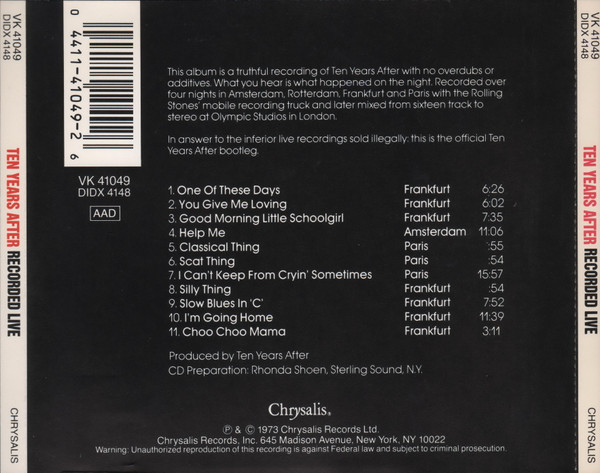 VK 41049
DIDX 4148
TEN YEARS AFTER RECORDED LIVE
CHRYSALIS
0 4411-41049-2 6
VK 41049
DIDX 4148
AAD
This album is a truthful recording of Ten Years After with no overdubs or
additives. What you hear is what happened on the night. Recorded over
four nights in Amsterdam, Rotterdam, Frankfurt and Paris with the Rolling
Stones' mobile recording truck and later mixed from sixteen track to
stereo at Olympic Studios in London.
In answer to the inferior live recordings sold illegally: this is the official Ten
Years After bootleg.
1. One Of These Days Frankfurt 6:26
2. You Give Me Loving Frankfurt 6:02
3. Good Morning Little Schoolgirl Frankfurt 7:35
4. Help Me Amsterdam 11:06
5. Classical Thing Paris :55
6. Scat Thing Paris :54
7. I Can't Keep From Cryin' Sometimes Paris 15:57
8. Silly Thing Frankfurt :54
9. Slow Blues In 'C' Frankfurt 7:52
10. I'm Going Home Frankfurt 11:39
11. Choo Choo Mama Frankfurt 3:11
Produced by Ten Years After
CD Preparation: Rhonda Shoen, Sterling Sound, N.Y.
Chrysalis®
℗ & © 1973 Chrysalis Records Ltd.
Chrysalis Records, Inc. 645 Madison Avenue, New York, NY 10022
Warning: Unauthorized reproduction of this recording is against Federal law and subject to criminal prosecution.
VK 41049
DIDX 4148
TEN YEARS AFTER RECORDED LIVE
CHRYSALIS